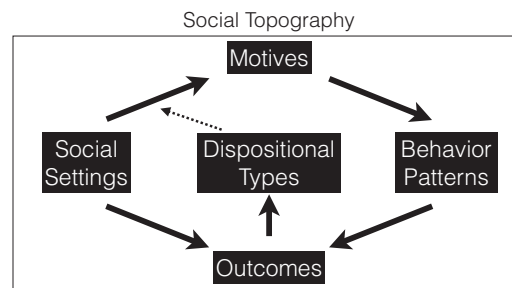 Social Topography
Motives
Social
Settings
Dispositional
Types
Behavior
Patterns
Outcomes